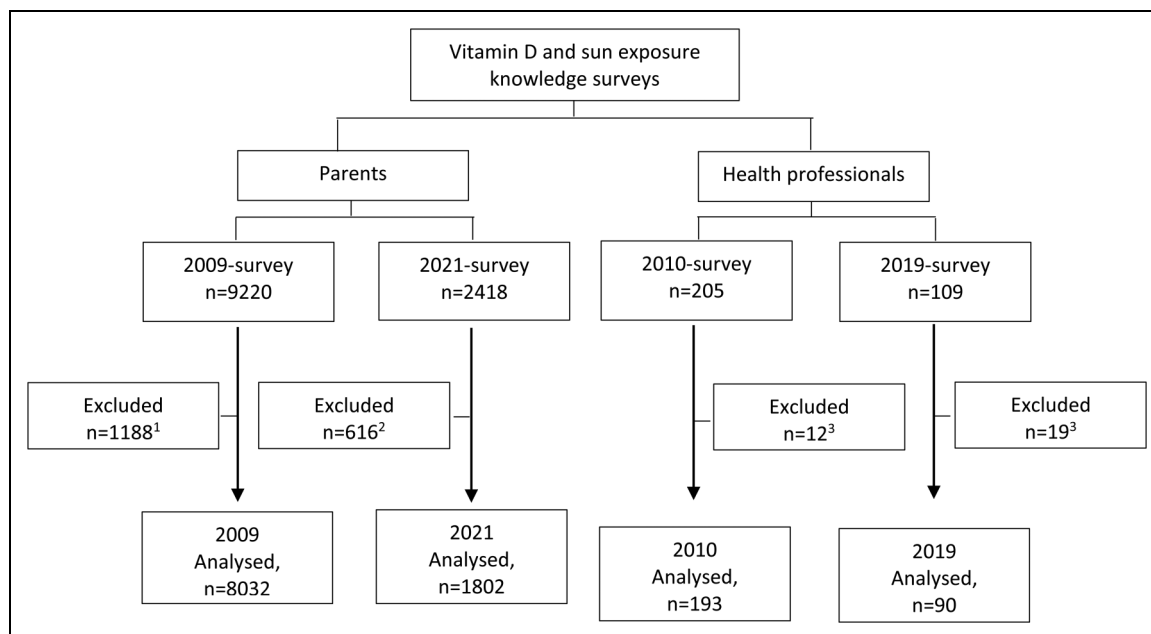 Vitamin D and sun exposure
knowledge surveys
Parents
Health professionals
2009-survey
n=9220
2021-survey
n=2418
2010-survey
n=205
2019-survey
n=109
Excluded
n=1188¹
Excluded
n=616²
Excluded
n=12³
Excluded
n=19³
2009
Analysed,
n=8032
2021
Analysed,
n=1802
2010
Analysed,
n=193
2019
Analysed,
n=90